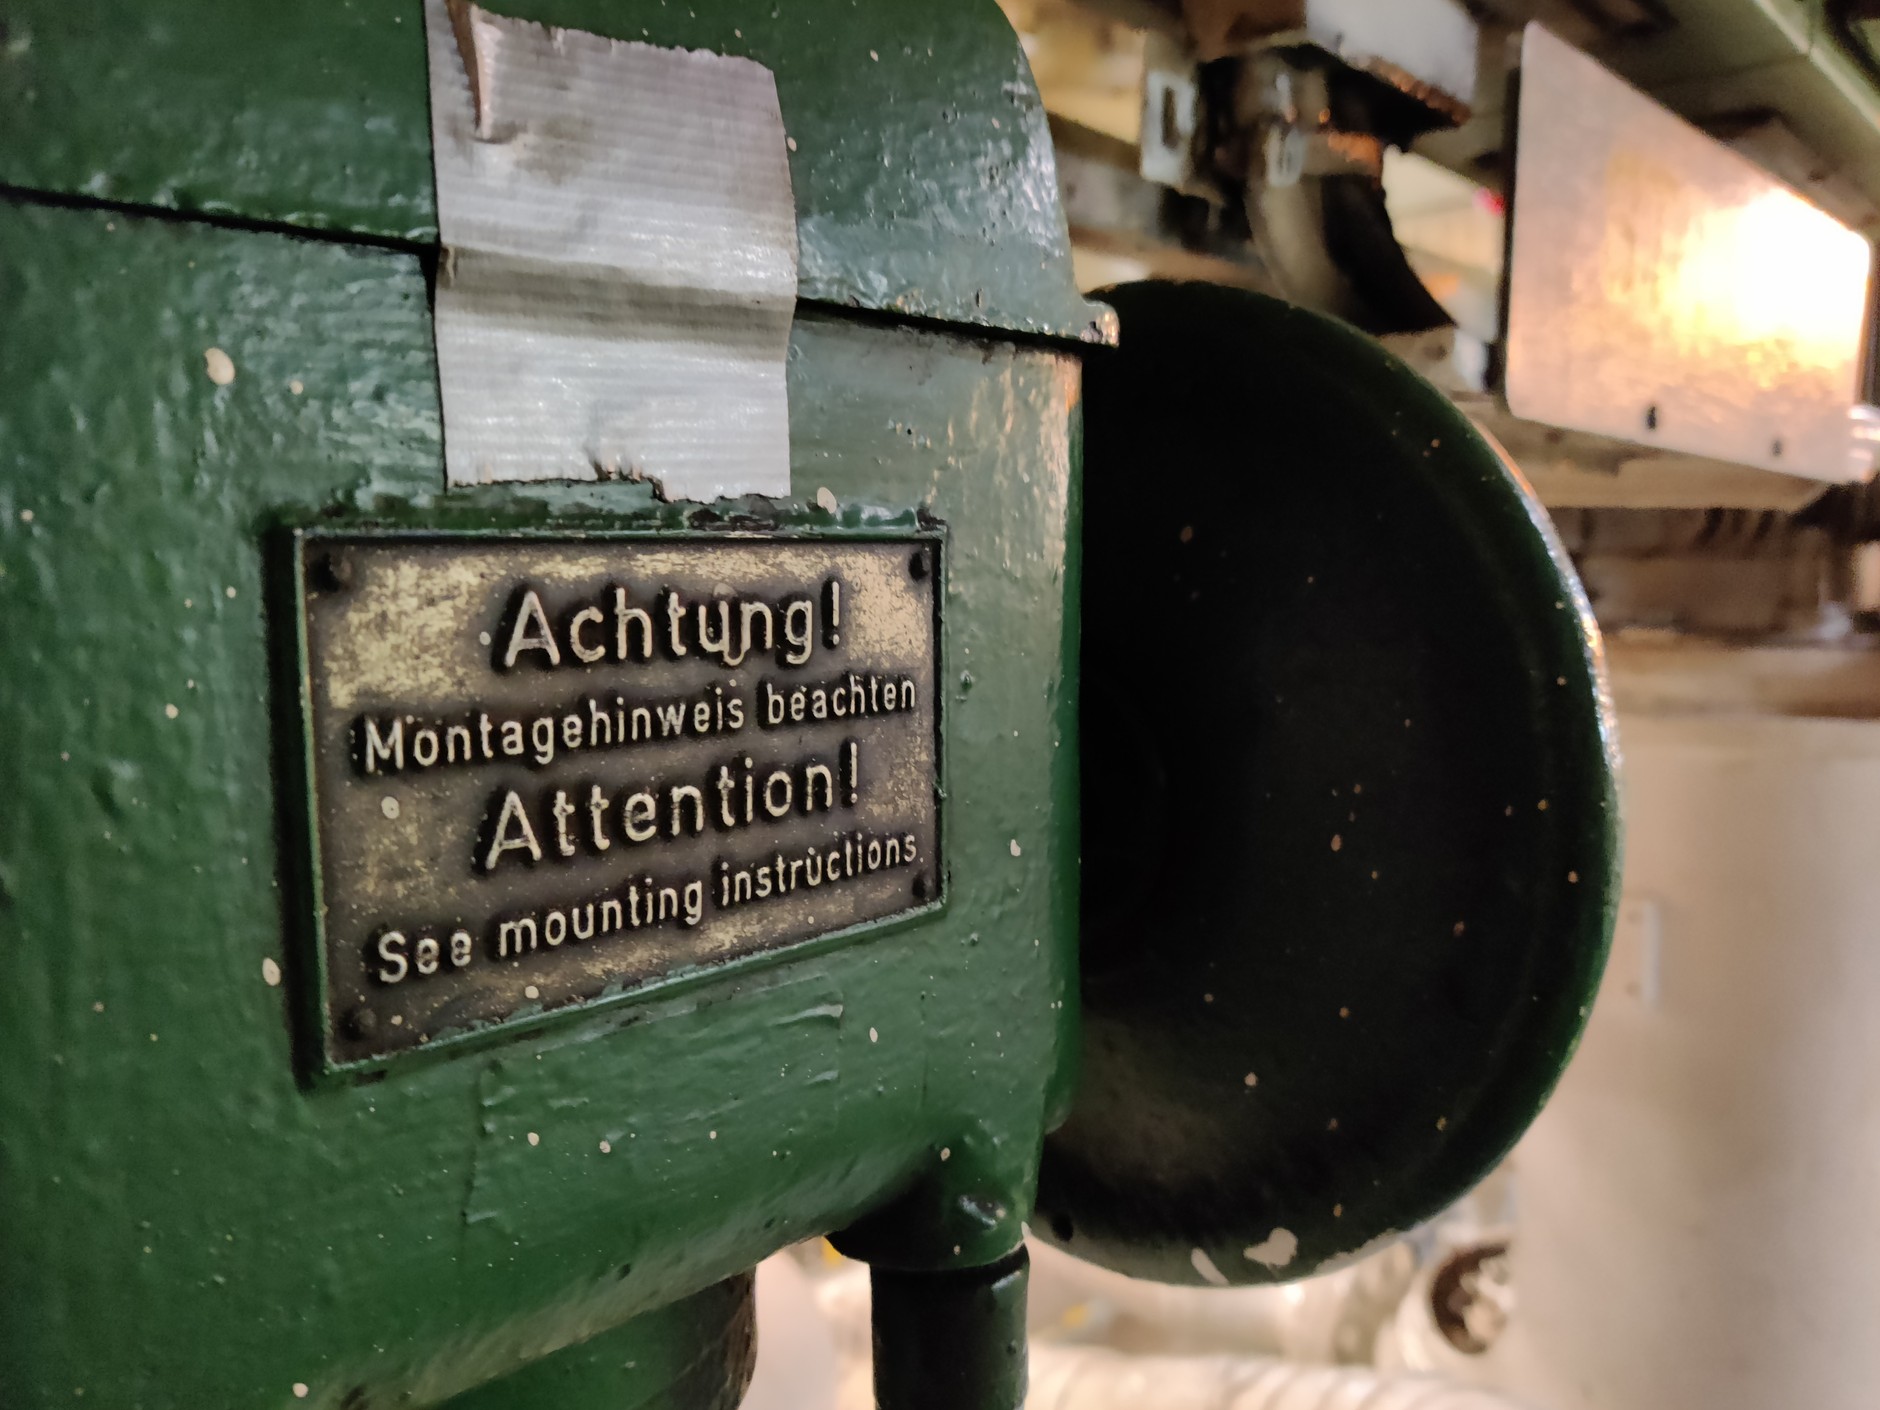 Achtung!
Montagehinweis beachten
Attention!
See mounting instructions.